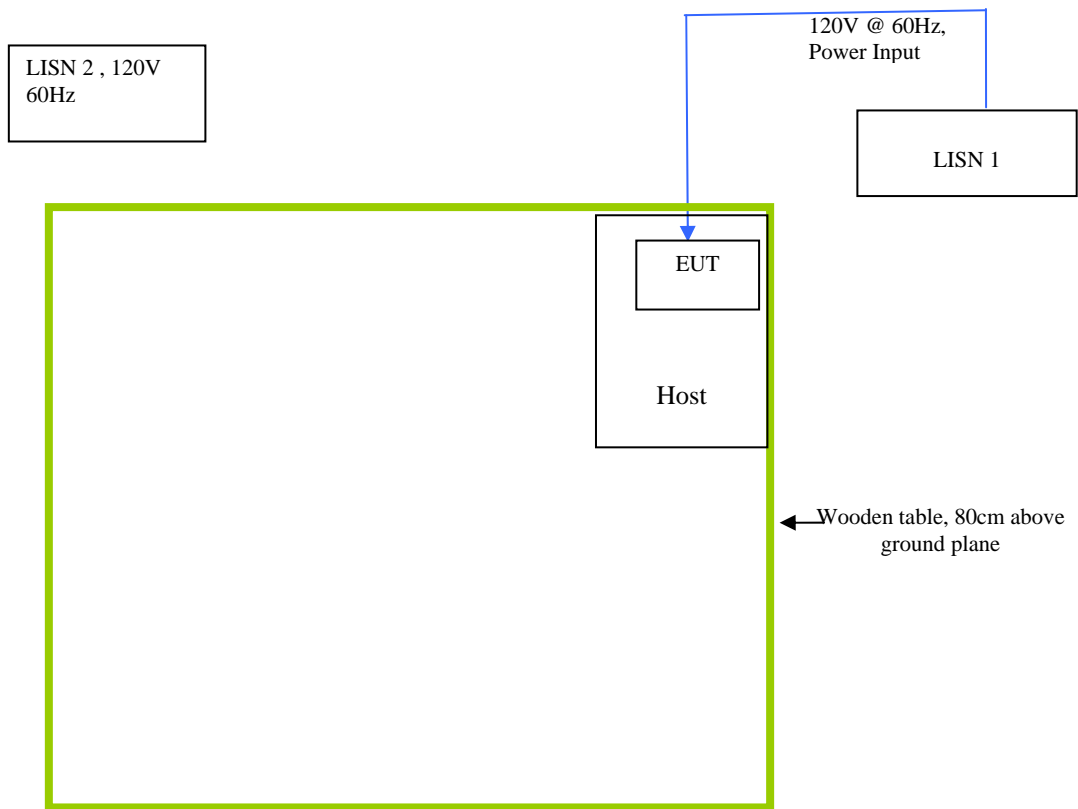 120V @ 60Hz,
Power Input
LISN 2 , 120V
60Hz
LISN 1
EUT
Host
Wooden table, 80cm above
ground plane